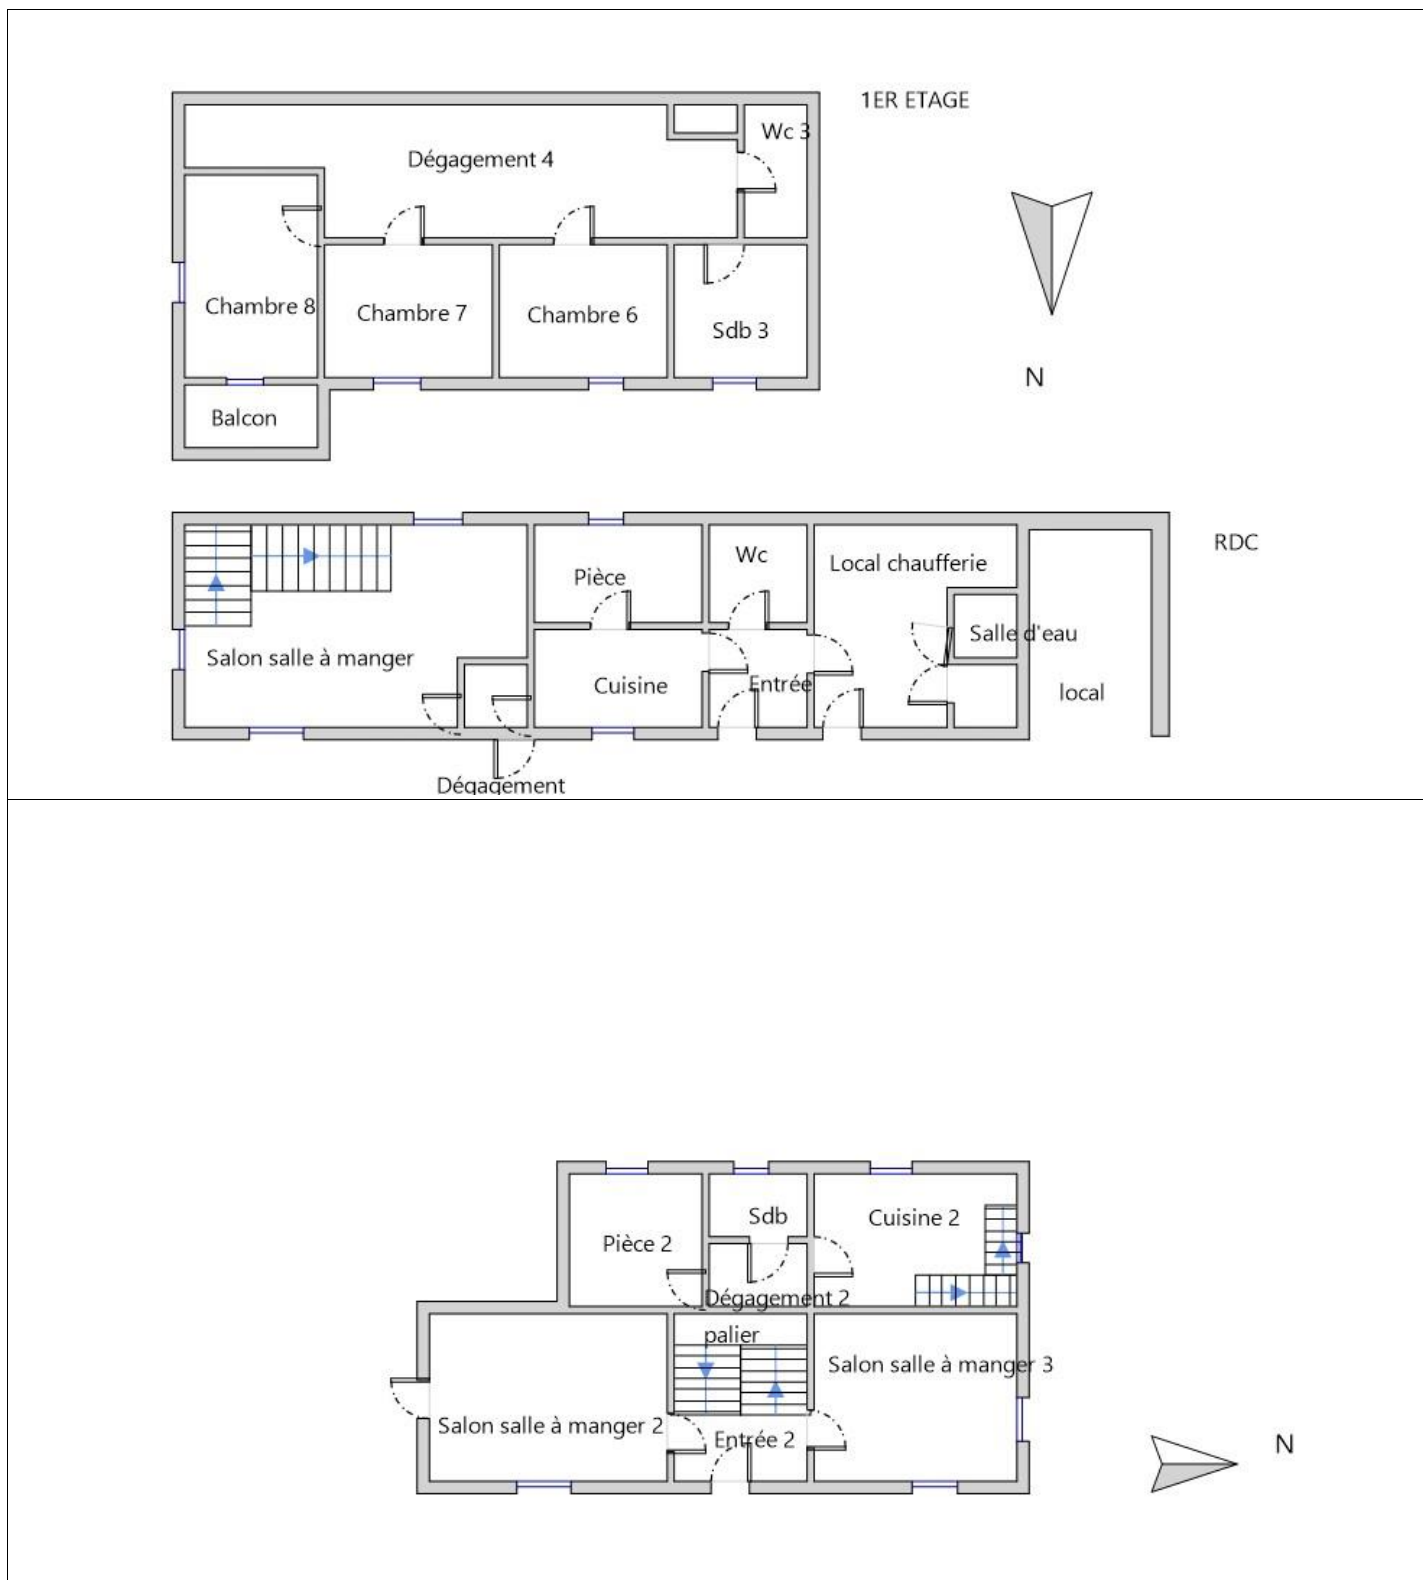 1ER ETAGE
Wc 3
Dégagement 4
Chambre 8
Chambre 7
Chambre 6
Sdb 3
N
Balcon
RDC
Wc
Local chaufferie
Pièce
Salle d'eau
Salon salle à manger
Cuisine
Entrée
local
Dégagement
Sdb
Cuisine 2
Pièce 2
Dégagement 2
palier
Salon salle à manger 3
Salon salle à manger 2
Entrée 2
N